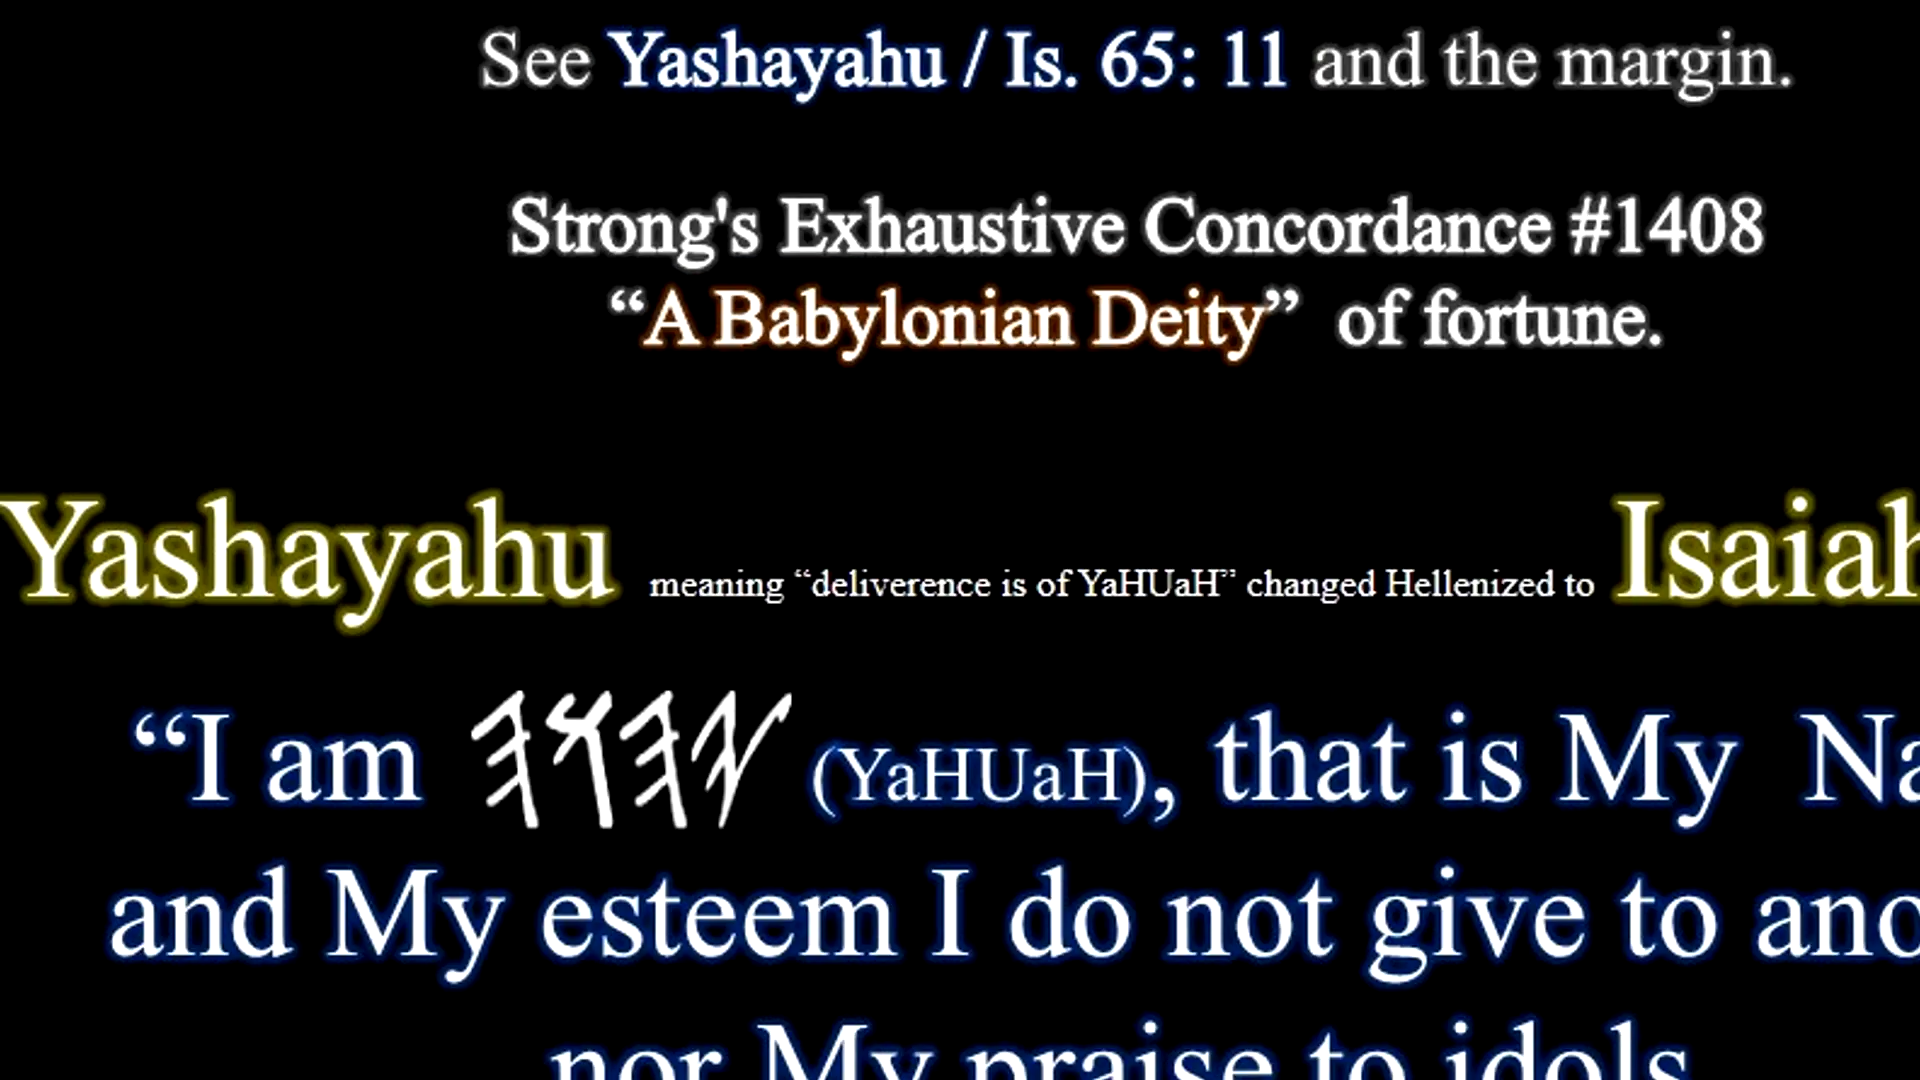 See Yashayahu / Is. 65: 11 and the margin.
Strong's Exhaustive Concordance #1408
“A Babylonian Deity” of fortune.
Yashayahu meaning “deliverence is of YaHUaH” changed Hellenized to Isaiah
“I am 𐤉𐤄𐤅𐤄 (YaHUaH), that is My Na
and My esteem I do not give to ano
nor My praise to idols